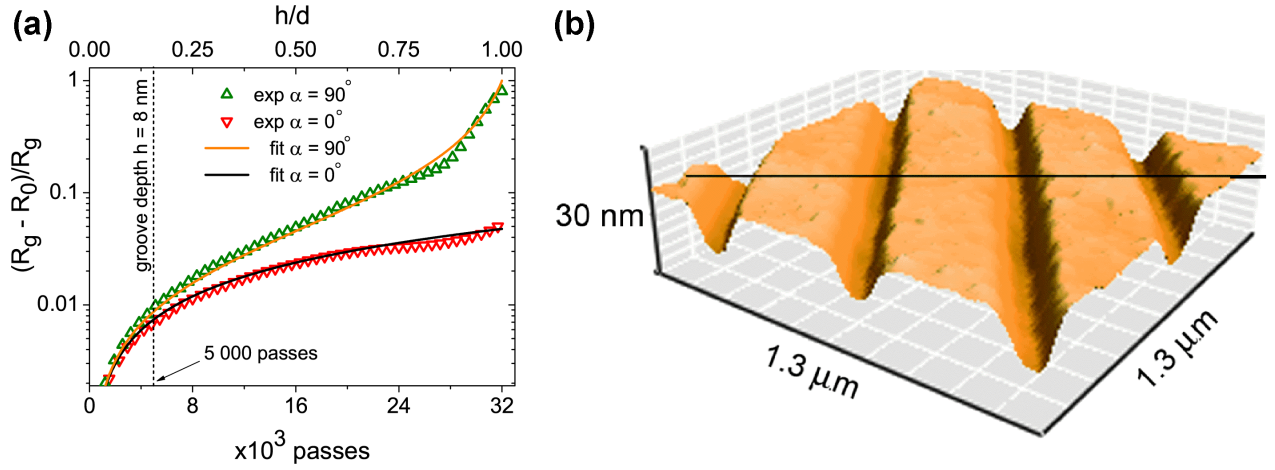 (a)
h/d
0.00 0.25 0.50 0.75 1.00
(R_g - R_0)/R_g
1
0.1
0.01
groove depth h = 8 nm
exp α = 90°
exp α = 0°
fit α = 90°
fit α = 0°
5 000 passes
0 8 16 24 32
x10³ passes
(b)
30 nm
1.3 μm
1.3 μm